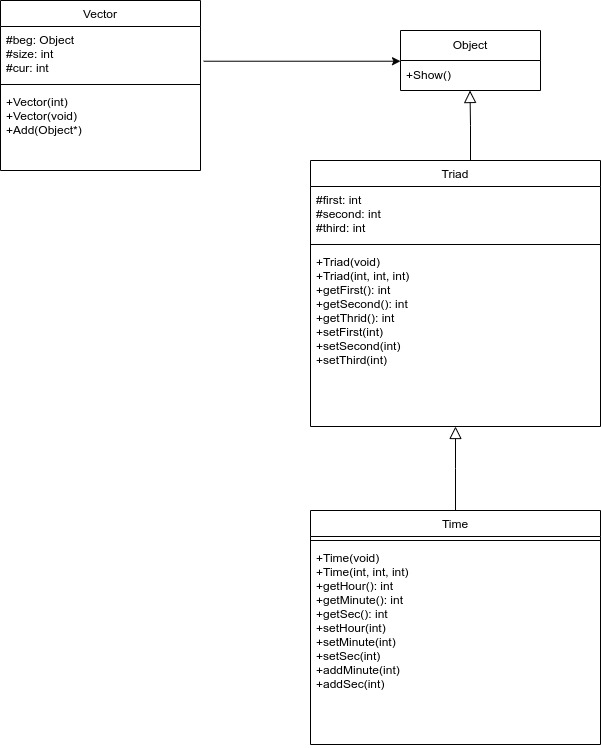 Vector
#beg: Object
#size: int
#cur: int
+Vector(int)
+Vector(void)
+Add(Object*)
Object
+Show()
Triad
#first: int
#second: int
#third: int
+Triad(void)
+Triad(int, int, int)
+getFirst(): int
+getSecond(): int
+getThrid(): int
+setFirst(int)
+setSecond(int)
+setThird(int)
Time
+Time(void)
+Time(int, int, int)
+getHour(): int
+getMinute(): int
+getSec(): int
+setHour(int)
+setMinute(int)
+setSec(int)
+addMinute(int)
+addSec(int)